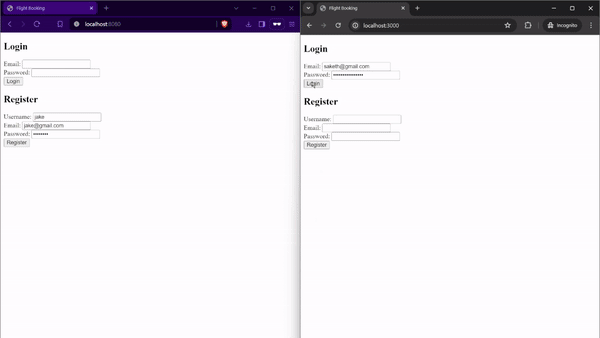 Flight Booking
localhost:8080
Login
Email:
Password:
Login
Register
Username: jake
Email: jake@gmail.com
Password: ••••••••
Register
Flight Booking
localhost:3000
Incognito
Login
Email: saketh@gmail.com
Password: •••••••••••••••
Login
Register
Username:
Email:
Password:
Register